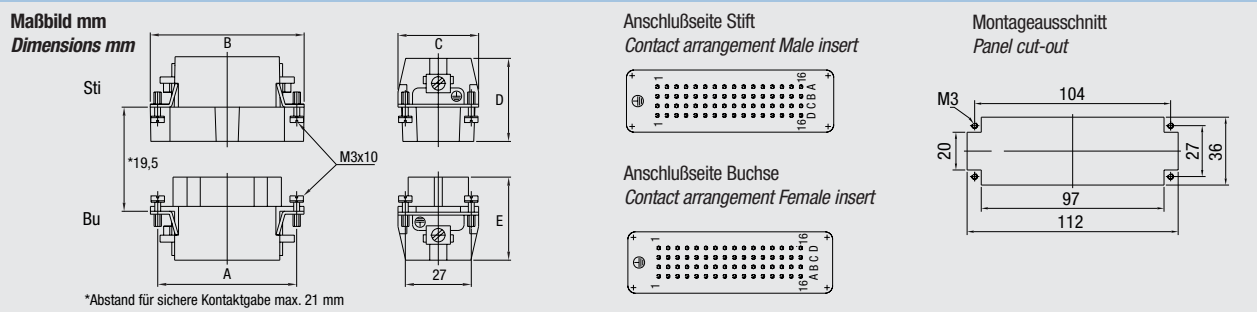 Maßbild mm
Dimensions mm
B
C
D
Sti
*19,5
M3x10
Bu
E
A
27
*Abstand für sichere Kontaktgabe max. 21 mm
Anschlußseite Stift
Contact arrangement Male insert
1
16
D C B A
1
16
Anschlußseite Buchse
Contact arrangement Female insert
1
16
A B C D
1
16
Montageausschnitt
Panel cut-out
M3
104
20
27
36
97
112